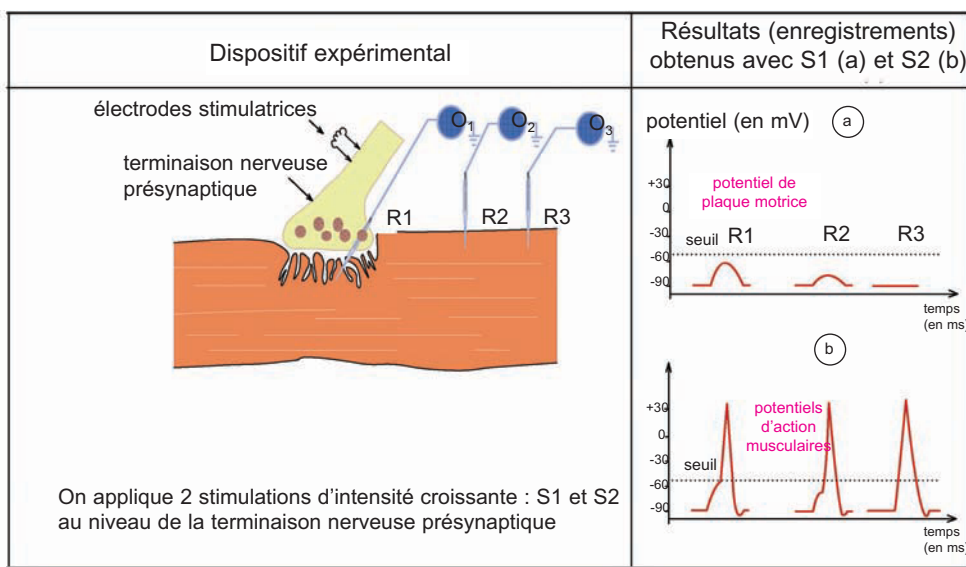 Dispositif expérimental
Résultats (enregistrements)
obtenus avec S1 (a) et S2 (b)
électrodes stimulatrices
terminaison nerveuse
présynaptique
O1
O2
O3
R1
R2
R3
On applique 2 stimulations d'intensité croissante : S1 et S2
au niveau de la terminaison nerveuse présynaptique
potentiel (en mV)
a
+30
0
-30
-60
-90
potentiel de
plaque motrice
seuil
R1
R2
R3
temps
(en ms)
b
+30
0
-30
-60
-90
potentiels
d'action
musculaires
seuil
temps
(en ms)